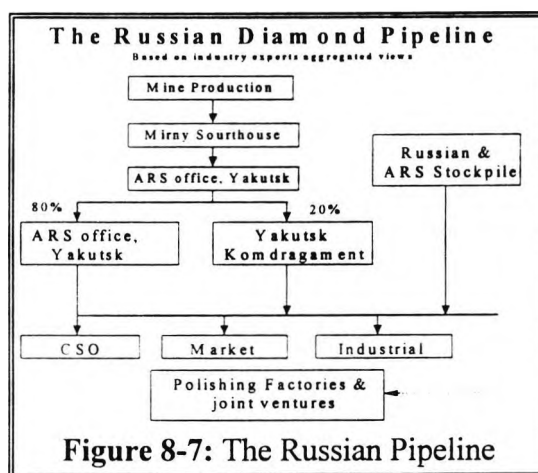 The Russian Diamond Pipeline
Based on industry experts aggregated views
Mine Production
Mirny Sourthouse
ARS office, Yakutsk
Russian &
ARS Stockpile
80%
20%
ARS office,
Yakutsk
Yakutsk
Komdragament
CSO
Market
Industrial
Polishing Factories &
joint ventures
Figure 8-7: The Russian Pipeline